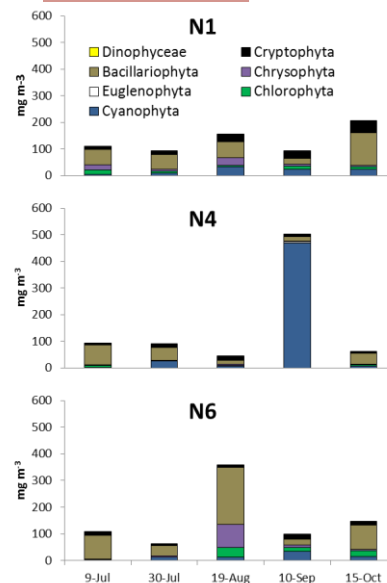 N1
600
500
400
300
200
100
0
mg m-3
Dinophyceae
Cryptophyta
Bacillariophyta
Chrysophyta
Euglenophyta
Chlorophyta
Cyanophyta
N4
600
500
400
300
200
100
0
mg m⁻³
N6
600
500
400
300
200
100
0
mg m⁻³
9-Jul 30-Jul 19-Aug 10-Sep 15-Oct